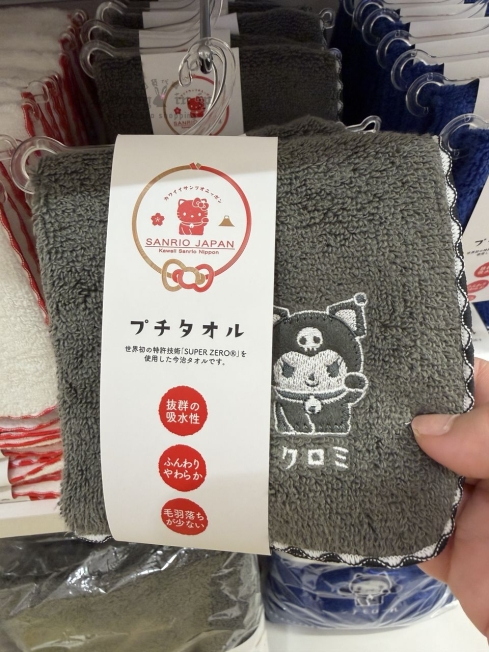 カワイイサンリオニッポン
SANRIO JAPAN
Kawaii Sanrio Nippon
プチタオル
世界初の特許技術「SUPER ZERO®」を
使用した今治タオルです。
抜群の
吸水性
ふんわり
やわらか
毛羽落ち
が少ない
クロミ